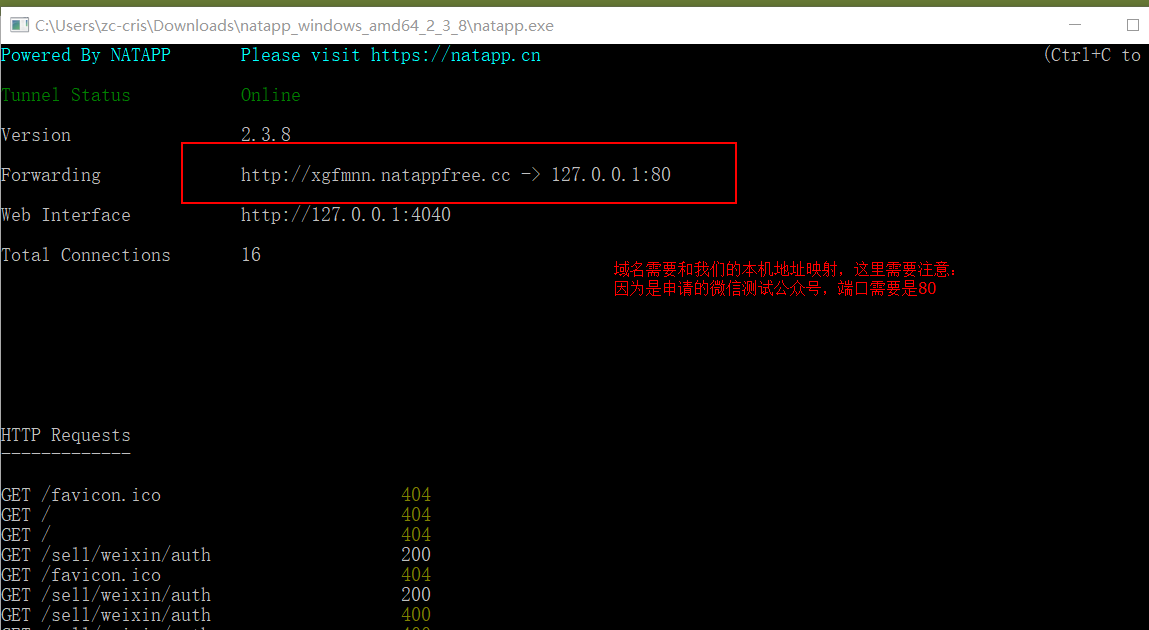 C:\Users\zc-cris\Downloads\natapp_windows_amd64_2_3_8\natapp.exe
Powered By NATAPP Please visit https://natapp.cn (Ctrl+C to
Tunnel Status Online
Version 2.3.8
Forwarding http://xgfmnn.natappfree.cc -> 127.0.0.1:80
Web Interface http://127.0.0.1:4040
Total Connections 16
域名需要和我们的本机地址映射，这里需要注意：
因为是申请的微信测试公众号，端口需要是80
HTTP Requests
-------------
GET /favicon.ico 404
GET / 404
GET / 404
GET /sell/weixin/auth 200
GET /favicon.ico 404
GET /sell/weixin/auth 200
GET /sell/weixin/auth 400